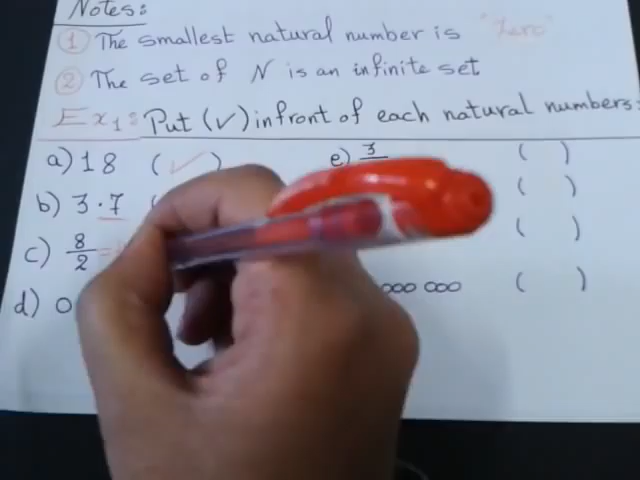 Notes:
1 The smallest natural number is "Zero"
2 The set of N is an infinite set
Ex1: Put (✓) infront of each natural numbers:
a) 18 (✓) e) 3 ( )
b) 3.7 ( ( )
c) 8/2 = ( )
d) 0 000 000 ( )